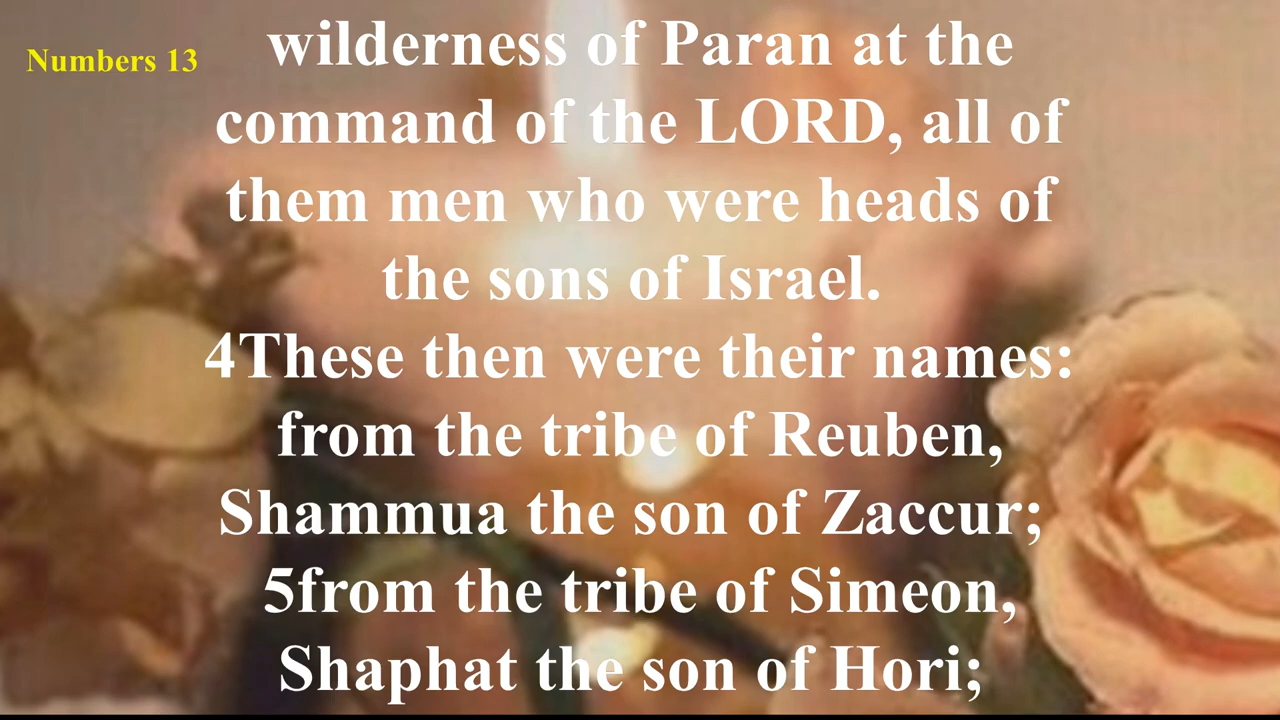 Numbers 13
wilderness of Paran at the
command of the LORD, all of
them men who were heads of
the sons of Israel.
4These then were their names:
from the tribe of Reuben,
Shammua the son of Zaccur;
5from the tribe of Simeon,
Shaphat the son of Hori;